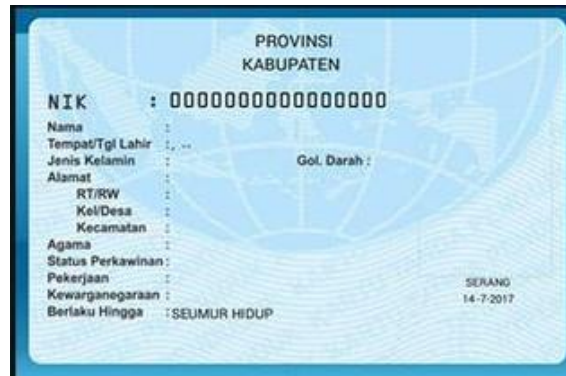 PROVINSI
KABUPATEN
NIK : 0000000000000000
Nama :
Tempat/Tgl Lahir :, --
Jenis Kelamin : Gol. Darah :
Alamat :
RT/RW :
Kel/Desa :
Kecamatan :
Agama :
Status Perkawinan :
Pekerjaan :
Kewarganegaraan :
Berlaku Hingga : SEUMUR HIDUP
SERANG
14-7-2017